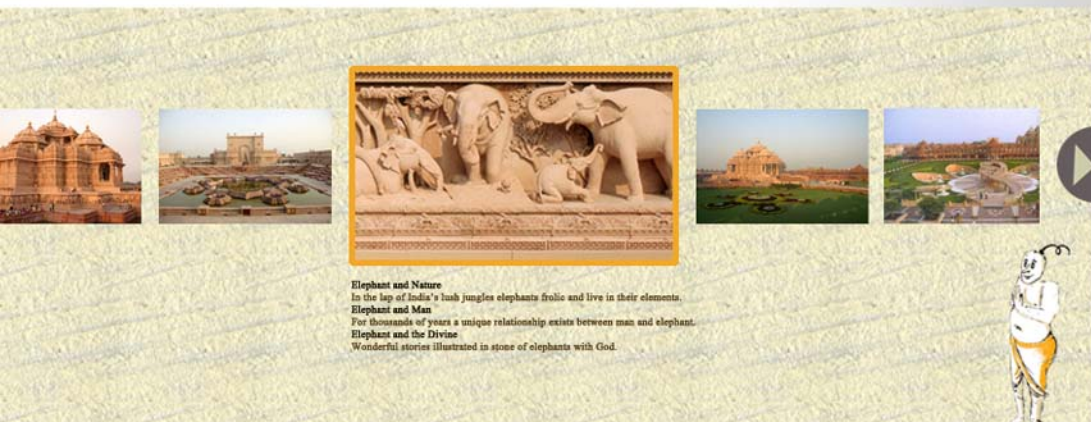 Elephant and Nature
In the lap of India's lush jungles elephants frolic and live in their elements.
Elephant and Man
For thousands of years a unique relationship exists between man and elephant.
Elephant and the Divine
Wonderful stories illustrated in stone of elephants with God.